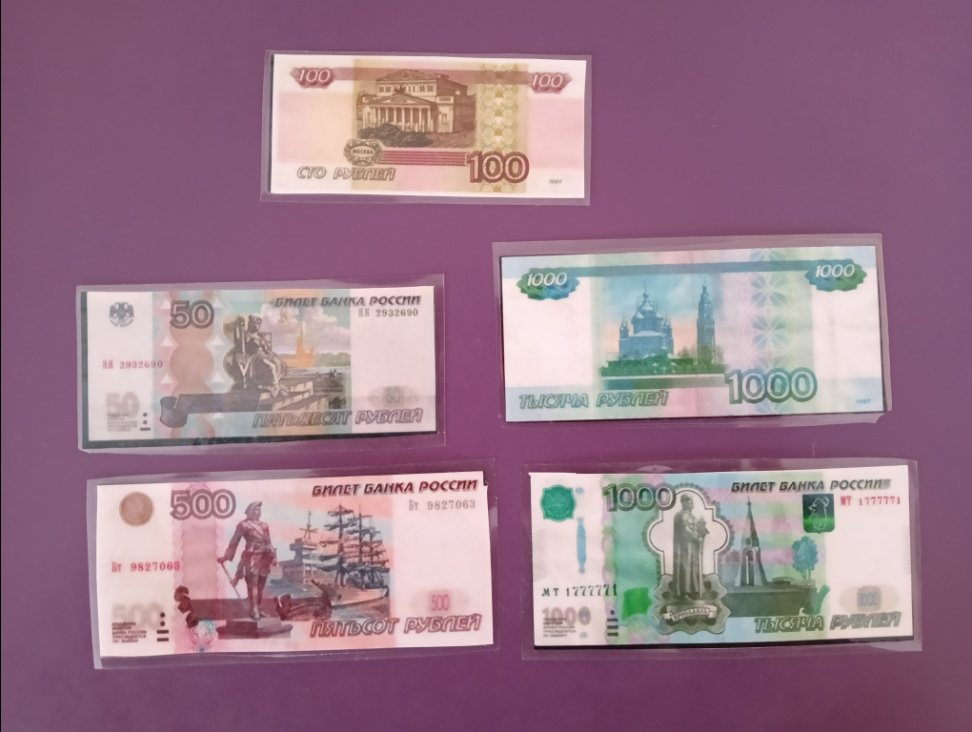 100
100
МОСКВА
СТО РУБЛЕЙ
100
1997
50
БИЛЕТ БАНКА РОССИИ
ЯЯ 2932690
ЯЯ 2932690
50
50
ПЯТЬДЕСЯТ РУБЛЕЙ
1000
1000
ТЫСЯЧА РУБЛЕЙ
1000
1997
500
БИЛЕТ БАНКА РОССИИ
Бт 9827063
Бт 9827063
500
500
ПЯТЬСОТ РУБЛЕЙ
1000
БИЛЕТ БАНКА РОССИИ
МТ 1777771
МТ 1777771
1000
1000
ТЫСЯЧА РУБЛЕЙ